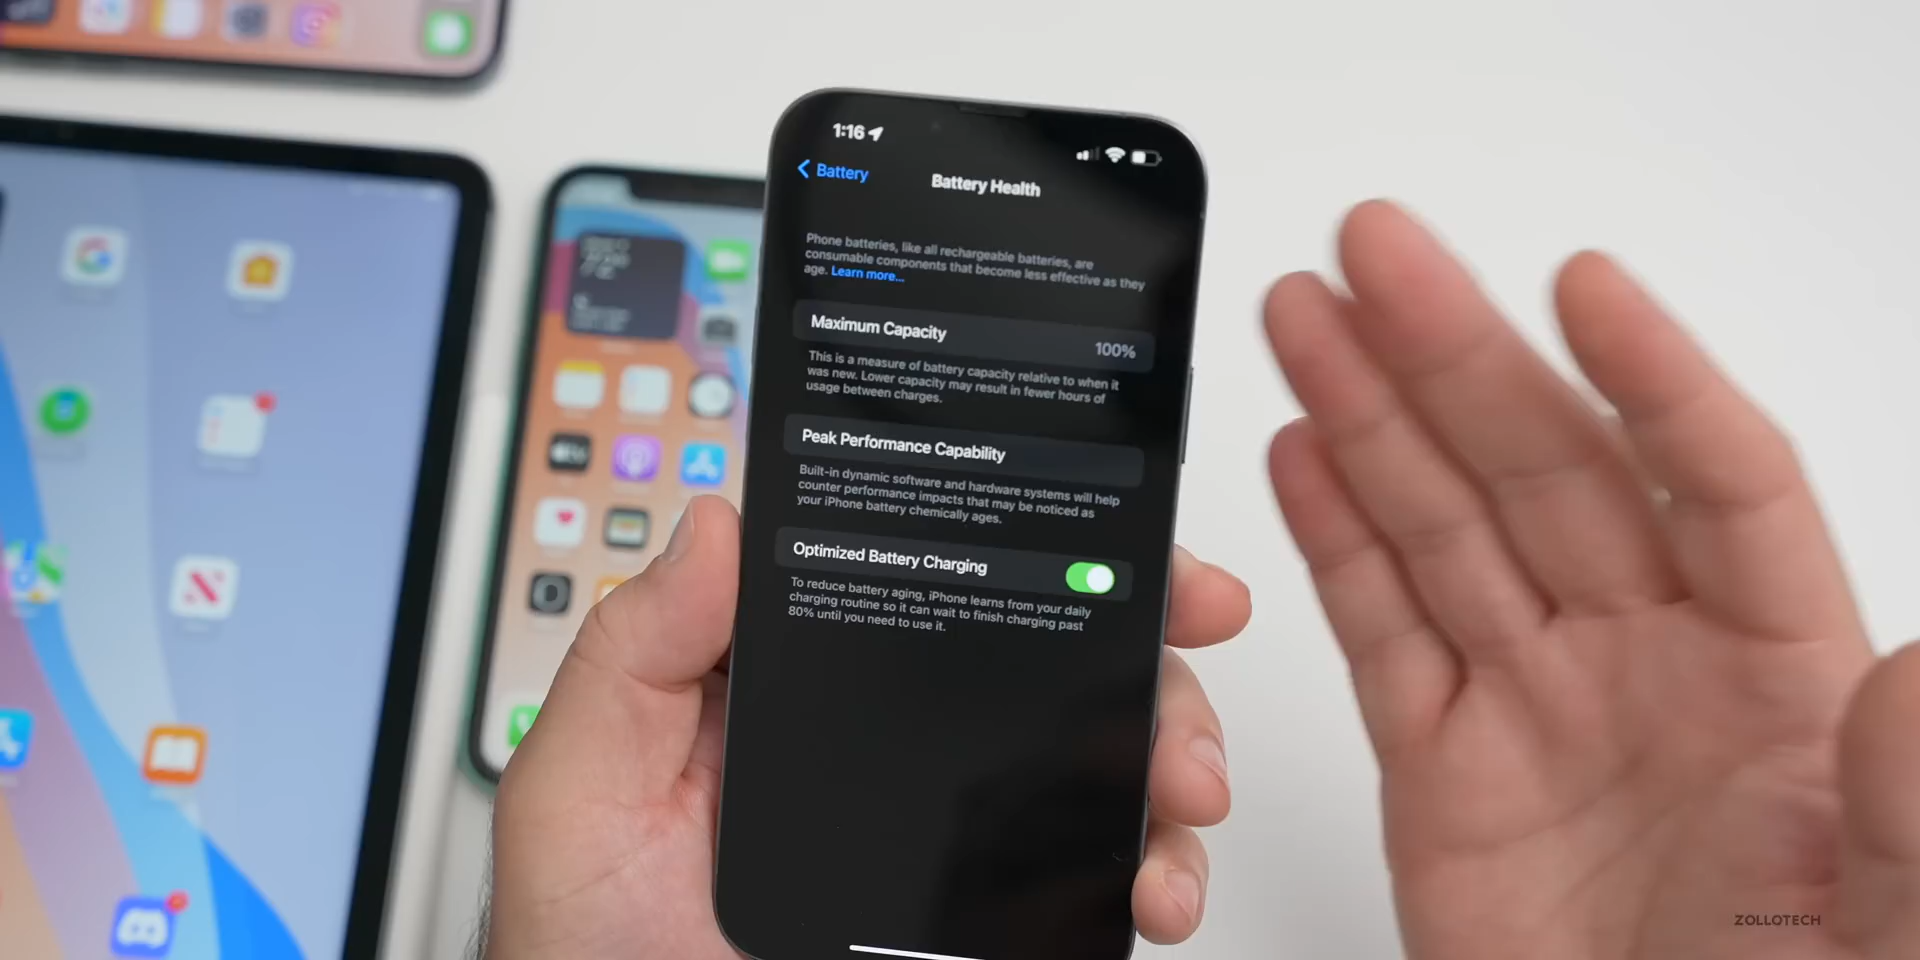 1:16
Battery
Battery Health
Phone batteries, like all rechargeable batteries, are
consumable components that become less effective as they
age. Learn more...
Maximum Capacity
100%
This is a measure of battery capacity relative to when it
was new. Lower capacity may result in fewer hours of
usage between charges.
Peak Performance Capability
Built-in dynamic software and hardware systems will help
counter performance impacts that may be noticed as
your iPhone battery chemically ages.
Optimized Battery Charging
To reduce battery aging, iPhone learns from your daily
charging routine so it can wait to finish charging past
80% until you need to use it.
ZOLLOTECH